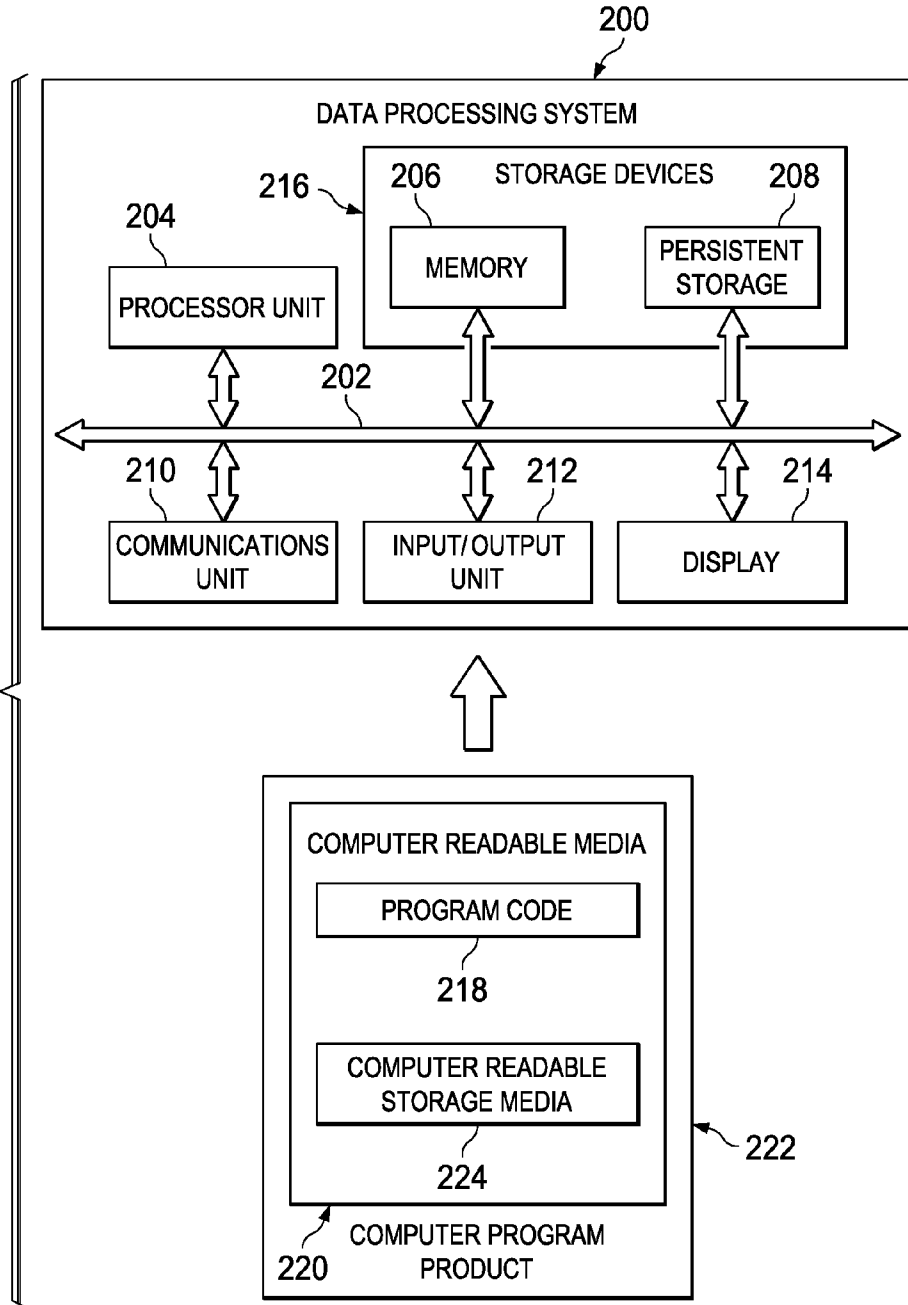 200
DATA PROCESSING SYSTEM
216
206
STORAGE DEVICES
208
204
MEMORY
PERSISTENT
STORAGE
PROCESSOR UNIT
202
210
212
214
COMMUNICATIONS
UNIT
INPUT/OUTPUT
UNIT
DISPLAY
COMPUTER READABLE MEDIA
PROGRAM CODE
218
COMPUTER READABLE
STORAGE MEDIA
224
222
220
COMPUTER PROGRAM
PRODUCT